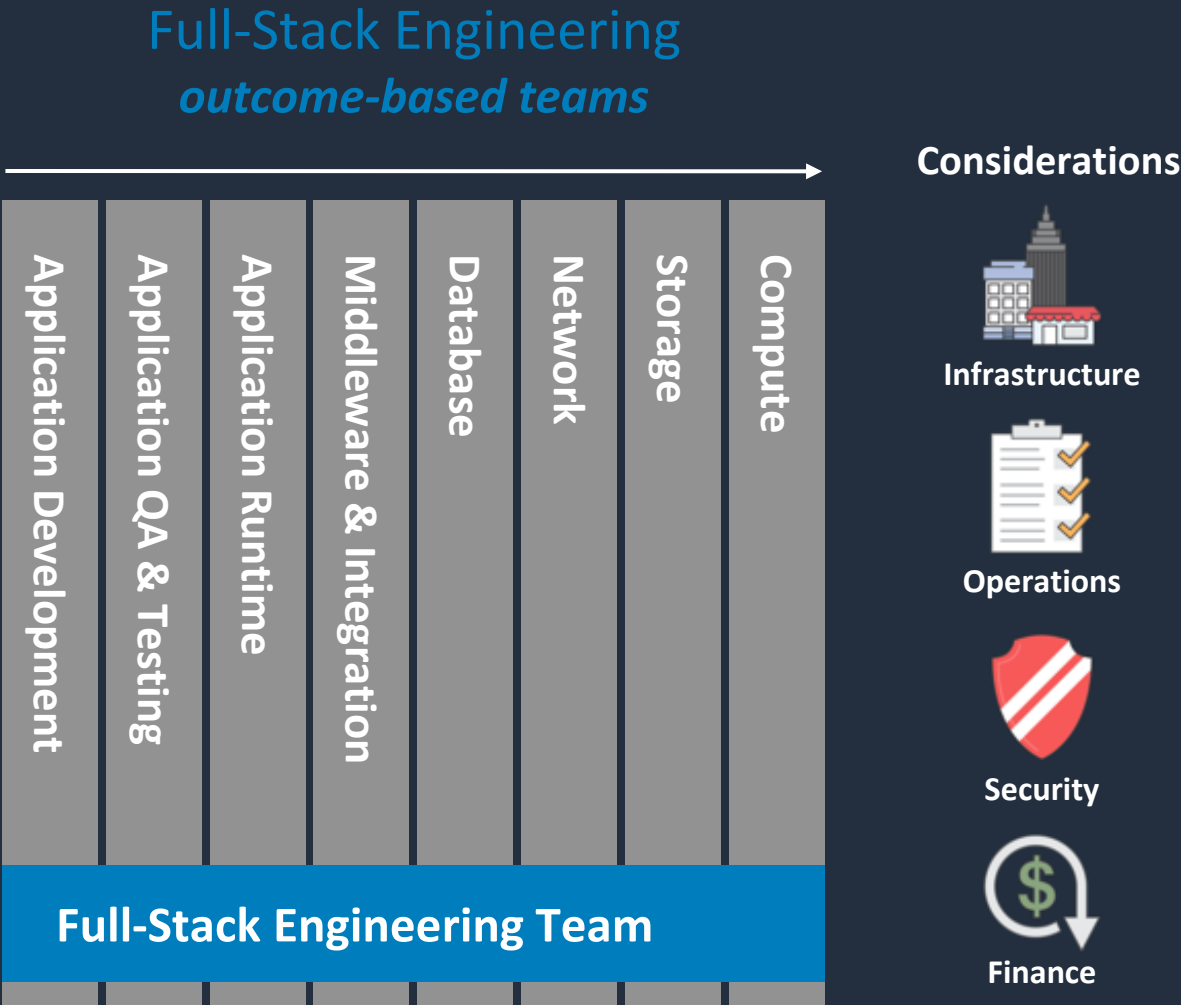 Full-Stack Engineering
outcome-based teams
Considerations
Application Development
Application QA & Testing
Application Runtime
Middleware & Integration
Database
Network
Storage
Compute
Infrastructure
Operations
Security
$
Finance
Full-Stack Engineering Team